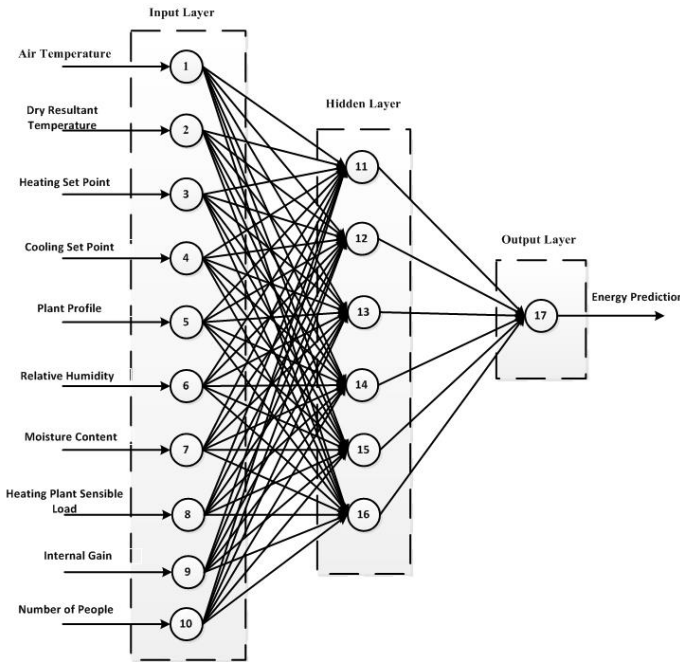 Input Layer
Air Temperature
1
Dry Resultant
Temperature
2
Heating Set Point
3
Cooling Set Point
4
Plant Profile
5
Relative Humidity
6
Moisture Content
7
Heating Plant Sensible
Load
8
Internal Gain
9
Number of People
10
Hidden Layer
11
12
13
14
15
16
Output Layer
17
Energy Prediction